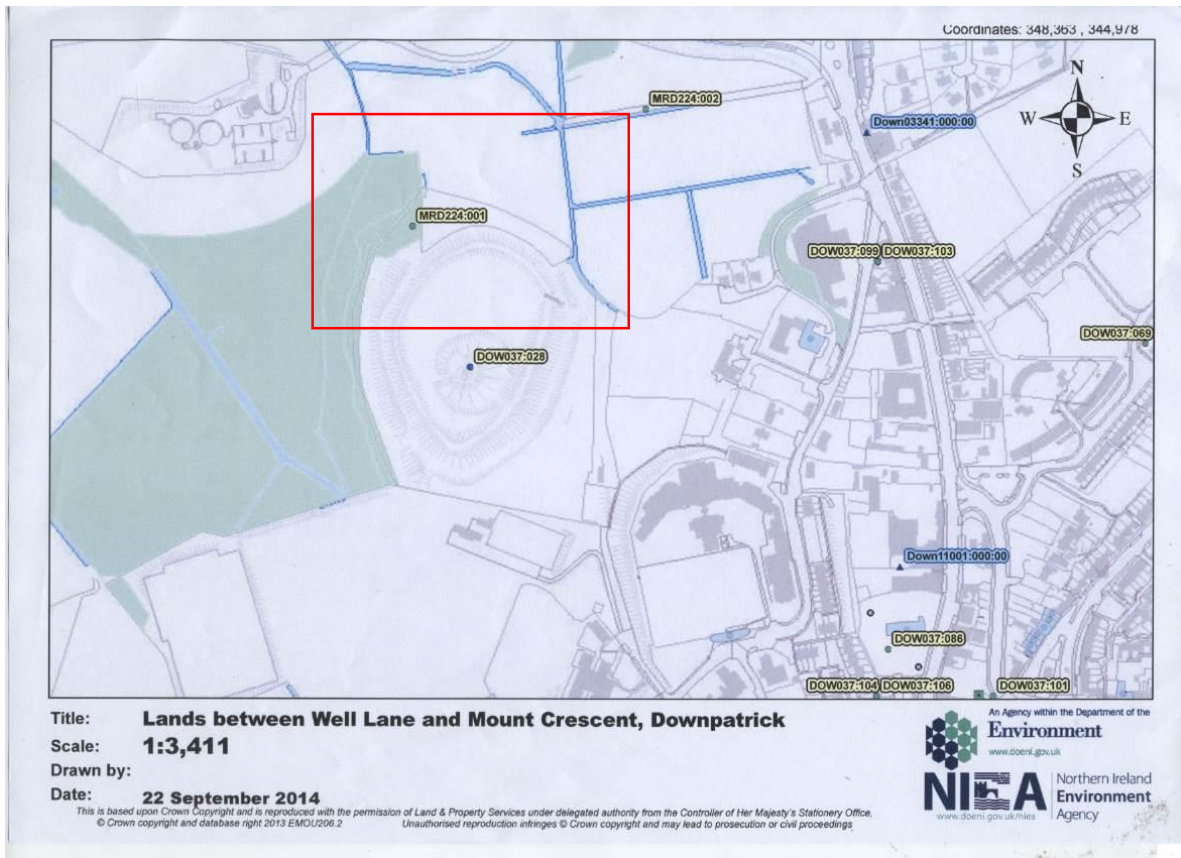 Coordinates: 348,363 , 344,978
N
W E
S
MRD224:002
Down03341:000:00
MRD224:001
DOW037:099 DOW037:103
DOW037:069
DOW037:028
Down11001:000:00
DOW037:086
DOW037:104 DOW037:106 DOW037:101
Title: Lands between Well Lane and Mount Crescent, Downpatrick
Scale: 1:3,411
Drawn by:
Date: 22 September 2014
This is based upon Crown Copyright and is reproduced with the permission of Land & Property Services under delegated authority from the Controller of Her Majesty's Stationery Office,
© Crown copyright and database right 2013 EMOU206.2 Unauthorised reproduction infringes © Crown copyright and may lead to prosecution or civil proceedings
An Agency within the Department of the
Environment
www.doeni.gov.uk
NIEA
Northern Ireland
Environment
Agency
www.doeni.gov.uk/niea